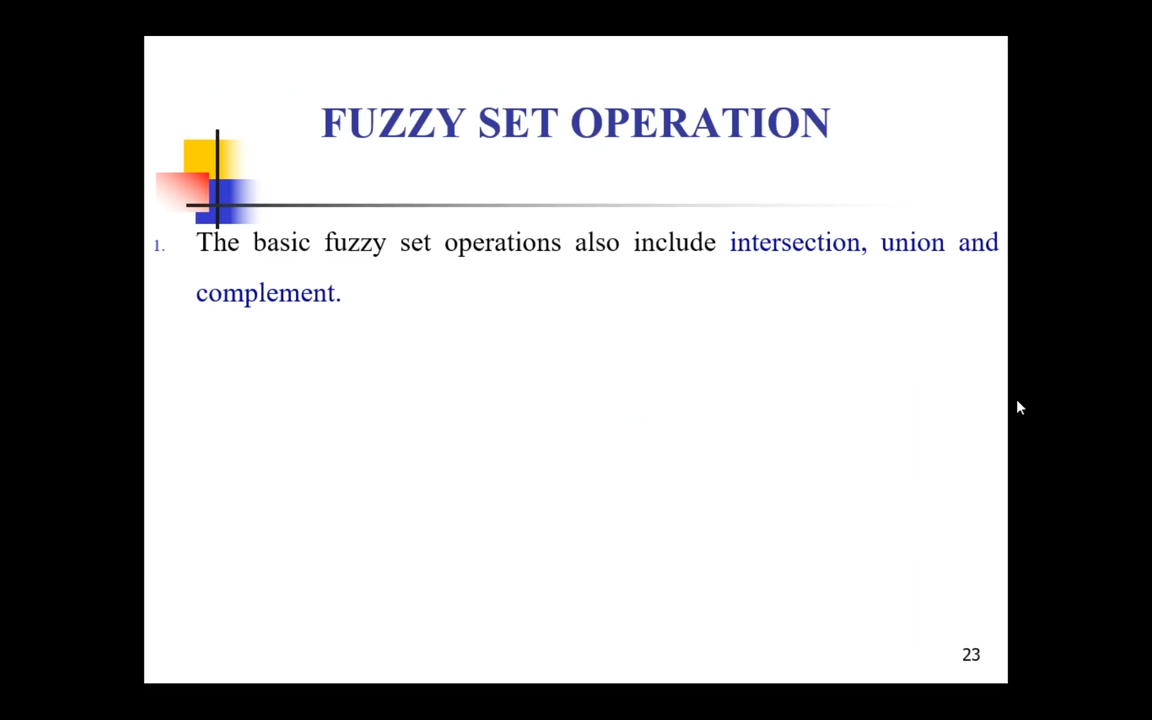 FUZZY SET OPERATION
1. The basic fuzzy set operations also include intersection, union and
complement.
23